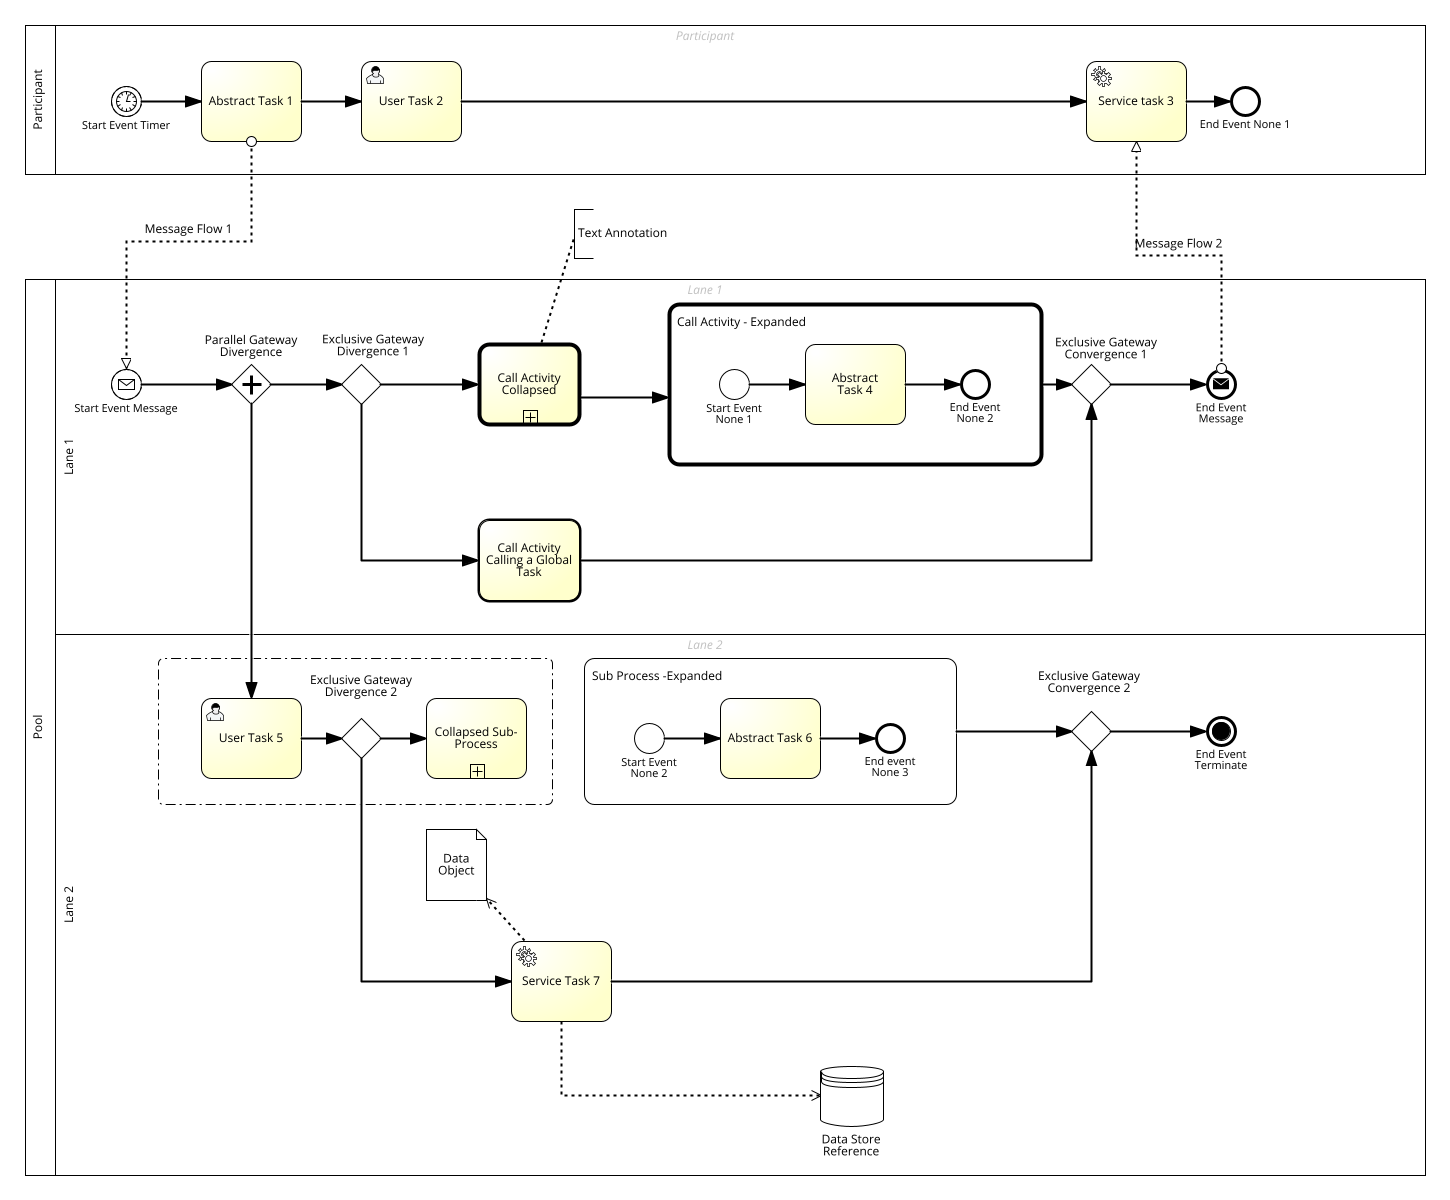 Participant
Participant
Abstract Task 1
User Task 2
Service task 3
Start Event Timer
End Event None 1
Message Flow 1
Text Annotation
Message Flow 2
Pool
Lane 1
Lane 1
Call Activity - Expanded
Parallel Gateway
Divergence
Exclusive Gateway
Divergence 1
Exclusive Gateway
Convergence 1
Call Activity
Collapsed
Abstract
Task 4
Start Event Message
Start Event
None 1
End Event
None 2
End Event
Message
Call Activity
Calling a Global
Task
Lane 2
Lane 2
Sub Process -Expanded
Exclusive Gateway
Divergence 2
Exclusive Gateway
Convergence 2
User Task 5
Collapsed Sub-
Process
Abstract Task 6
Start Event
None 2
End event
None 3
End Event
Terminate
Data
Object
Service Task 7
Data Store
Reference